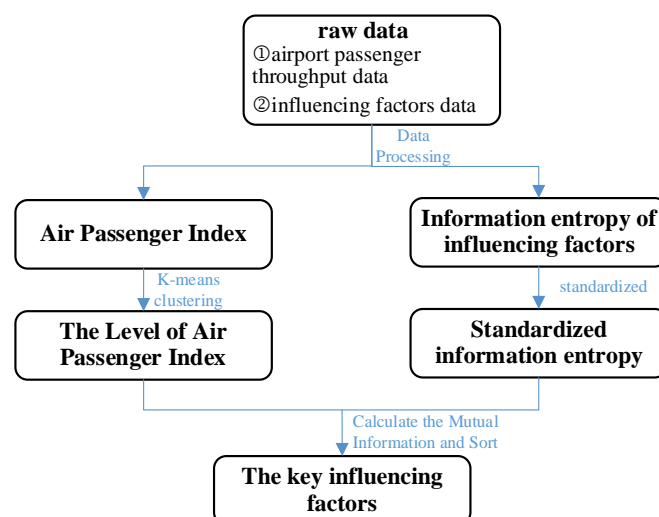 raw data
①airport passenger
throughput data
②influencing factors data
Data
Processing
Air Passenger Index
Information entropy of
influencing factors
K-means
clustering
standardized
The Level of Air
Passenger Index
Standardized
information entropy
Calculate the Mutual
Information and Sort
The key influencing
factors